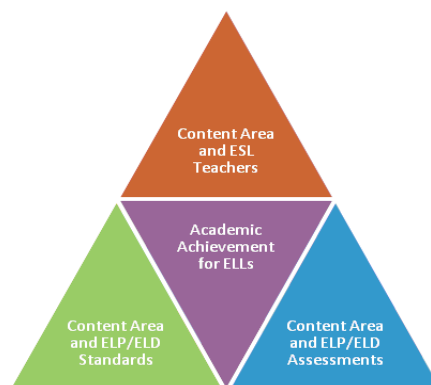 Content Area
and ESL
Teachers
Academic
Achievement
for ELLs
Content Area
and ELP/ELD
Standards
Content Area
and ELP/ELD
Assessments